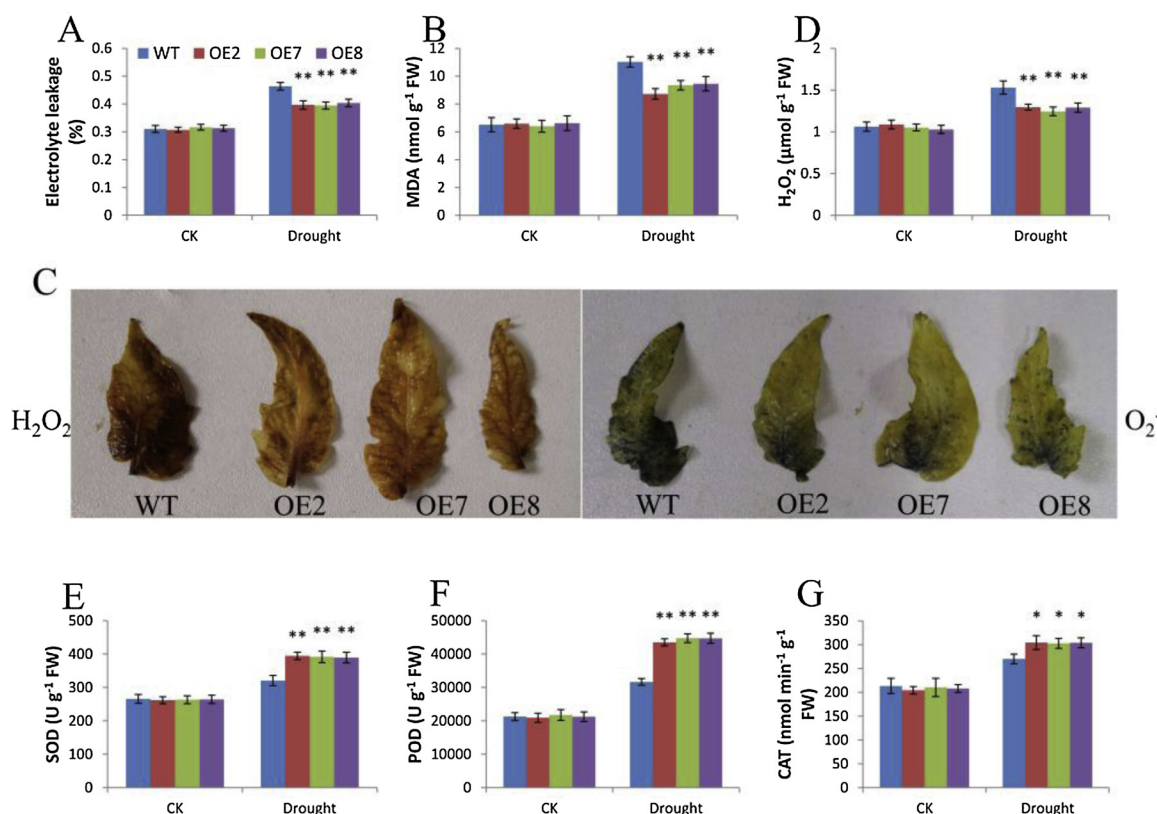 A
Electrolyte leakage
(%)
0.6
0.5
0.4
0.3
0.2
0.1
0
WT OE2 OE7 OE8
** ** **
CK Drought
B
MDA (nmol g⁻¹ FW)
12
10
8
6
4
2
0
** ** **
CK Drought
D
H₂O₂ (µmol g⁻¹ FW)
2
1.5
1
0.5
0
** ** **
CK Drought
C
H₂O₂
WT OE2 OE7 OE8
WT OE2 OE7 OE8
O₂⁻
E
SOD (U g⁻¹ FW)
500
400
300
200
100
0
** ** **
CK Drought
F
POD (U g⁻¹ FW)
50000
40000
30000
20000
10000
0
** ** **
CK Drought
G
CAT (nmol min⁻¹ g⁻¹
FW)
350
300
250
200
150
100
50
0
* * *
CK Drought